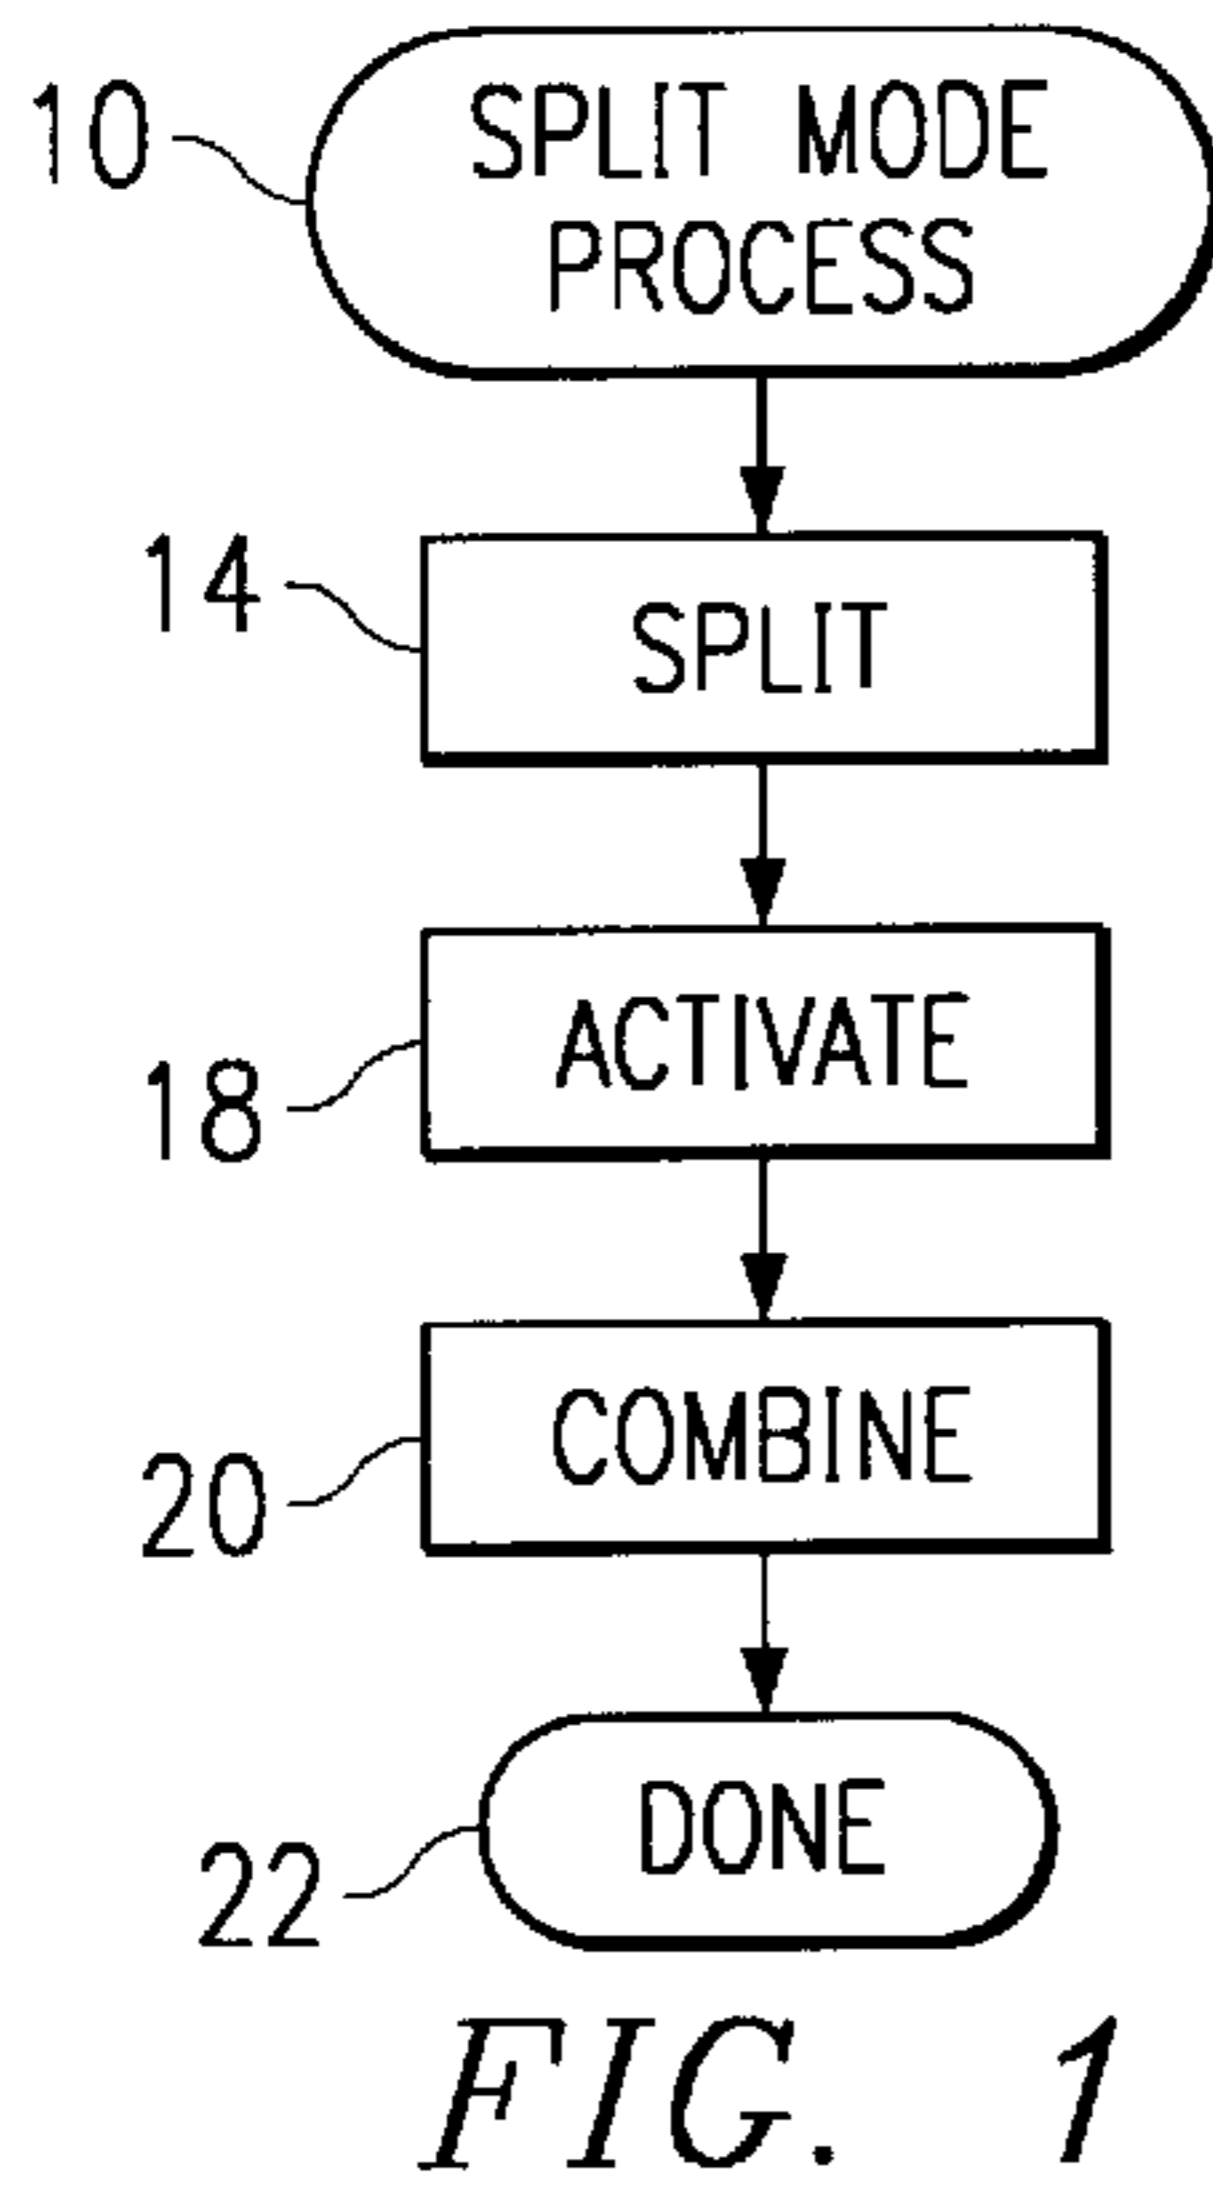 10
SPLIT MODE
PROCESS
14
SPLIT
ACTIVATE
18
COMBINE
20
DONE
22
FIG. 1